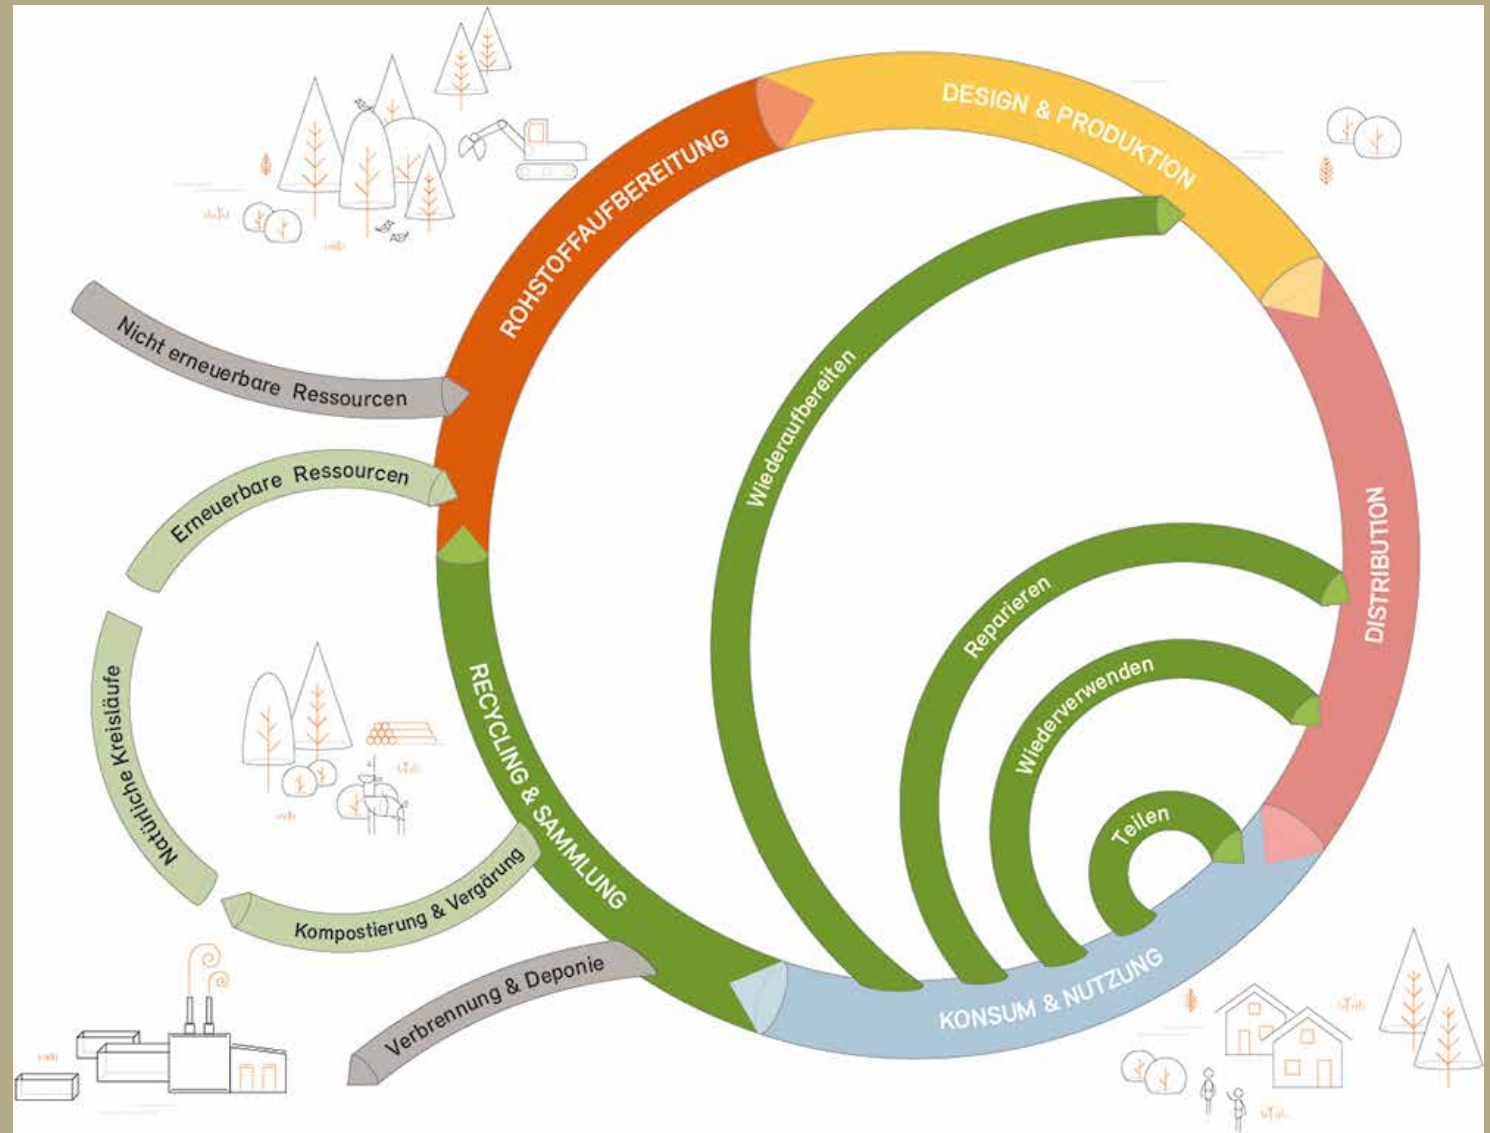 DESIGN & PRODUKTION
ROHSTOFFAUFBEREITUNG
Nicht erneuerbare Ressourcen
Erneuerbare Ressourcen
Wiederaufbereiten
DISTRIBUTION
Reparieren
Wiederverwenden
Teilen
Natürliche Kreisläufe
RECYCLING & SAMMLUNG
Kompostierung & Vergärung
Verbrennung & Deponie
KONSUM & NUTZUNG